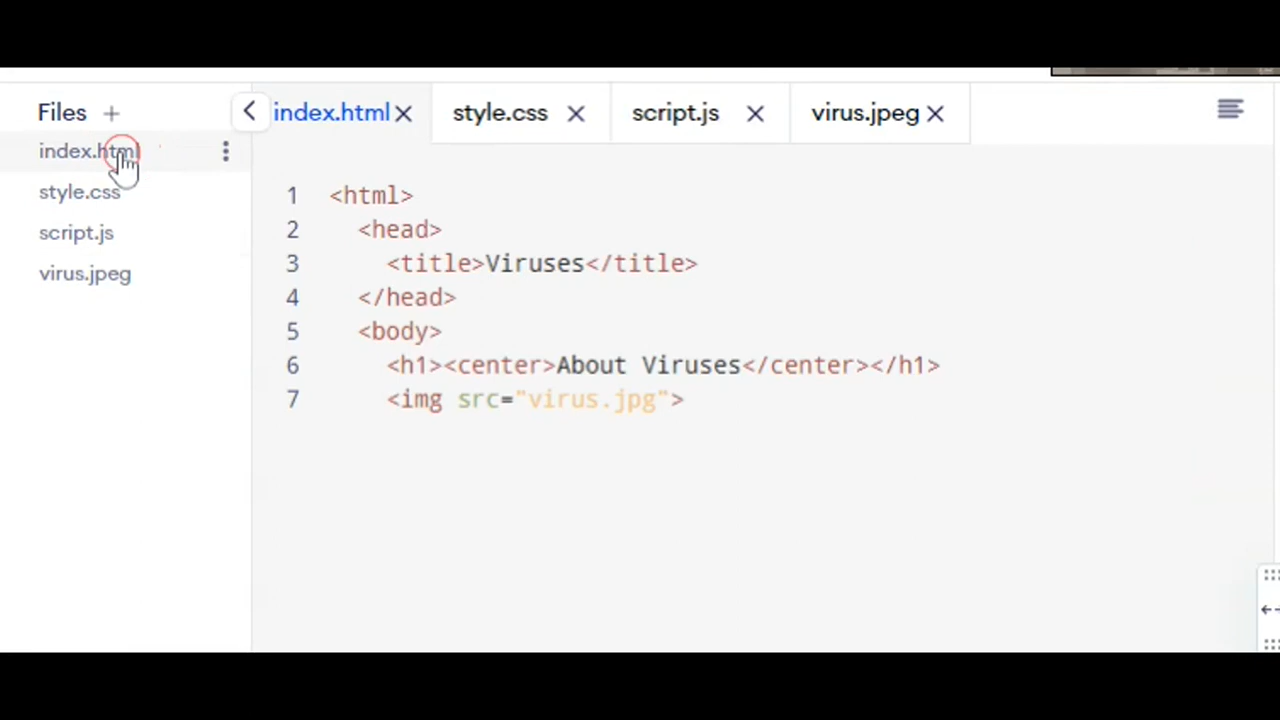 Files +
index.html
style.css
script.js
virus.jpeg
index.html style.css script.js virus.jpeg
1 <html>
2 <head>
3 <title>Viruses</title>
4 </head>
5 <body>
6 <h1><center>About Viruses</center></h1>
7 <img src="virus.jpg">